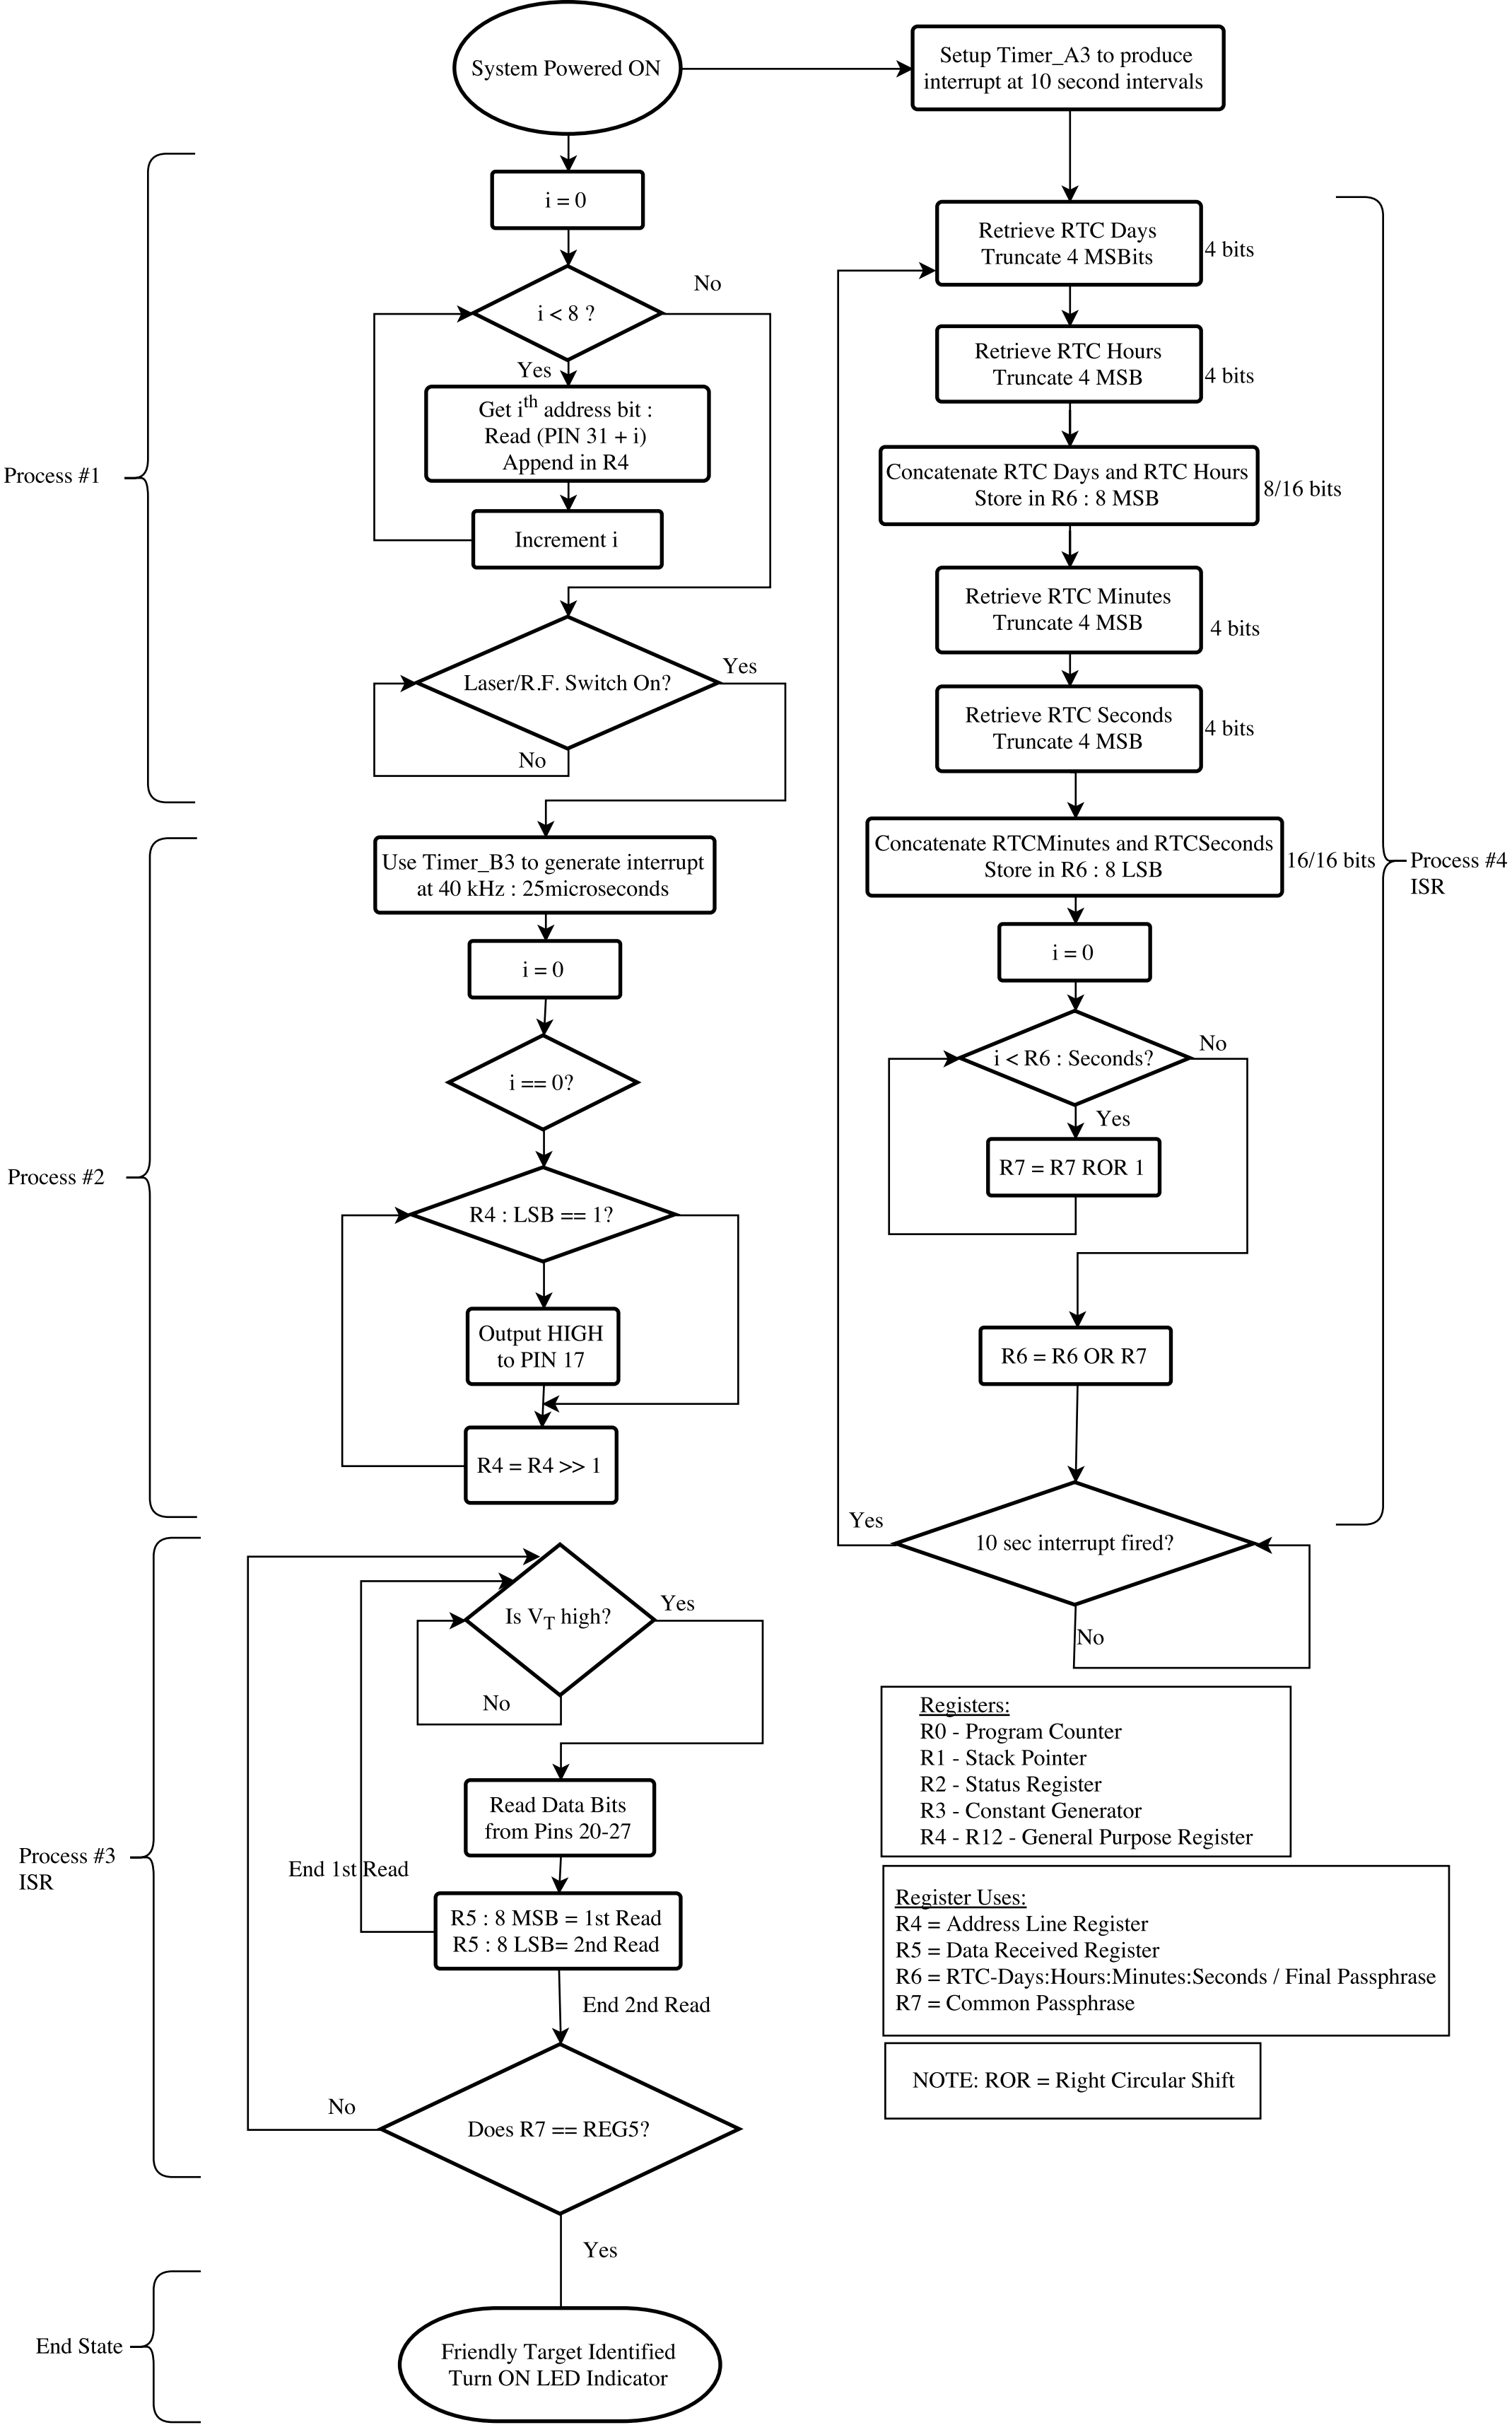 System Powered ON
Setup Timer_A3 to produce
interrupt at 10 second intervals
Process #1
i = 0
i < 8 ?
No
Yes
Get ith address bit :
Read (PIN 31 + i)
Append in R4
Increment i
Laser/R.F. Switch On?
Yes
No
Process #2
Use Timer_B3 to generate interrupt
at 40 kHz : 25microseconds
i = 0
i == 0?
R4 : LSB == 1?
Output HIGH
to PIN 17
R4 = R4 >> 1
Process #3
ISR
Is VT high?
Yes
No
Read Data Bits
from Pins 20-27
End 1st Read
R5 : 8 MSB = 1st Read
R5 : 8 LSB= 2nd Read
End 2nd Read
No
Does R7 == REG5?
Yes
End State
Friendly Target Identified
Turn ON LED Indicator
Retrieve RTC Days
Truncate 4 MSBits
4 bits
Retrieve RTC Hours
Truncate 4 MSB
4 bits
Concatenate RTC Days and RTC Hours
Store in R6 : 8 MSB
8/16 bits
Retrieve RTC Minutes
Truncate 4 MSB
4 bits
Retrieve RTC Seconds
Truncate 4 MSB
4 bits
Concatenate RTCMinutes and RTCSeconds
Store in R6 : 8 LSB
16/16 bits
Process #4
ISR
i = 0
i < R6 : Seconds?
No
Yes
R7 = R7 ROR 1
R6 = R6 OR R7
Yes
10 sec interrupt fired?
No
Registers:
R0 - Program Counter
R1 - Stack Pointer
R2 - Status Register
R3 - Constant Generator
R4 - R12 - General Purpose Register
Register Uses:
R4 = Address Line Register
R5 = Data Received Register
R6 = RTC-Days:Hours:Minutes:Seconds / Final Passphrase
R7 = Common Passphrase
NOTE: ROR = Right Circular Shift